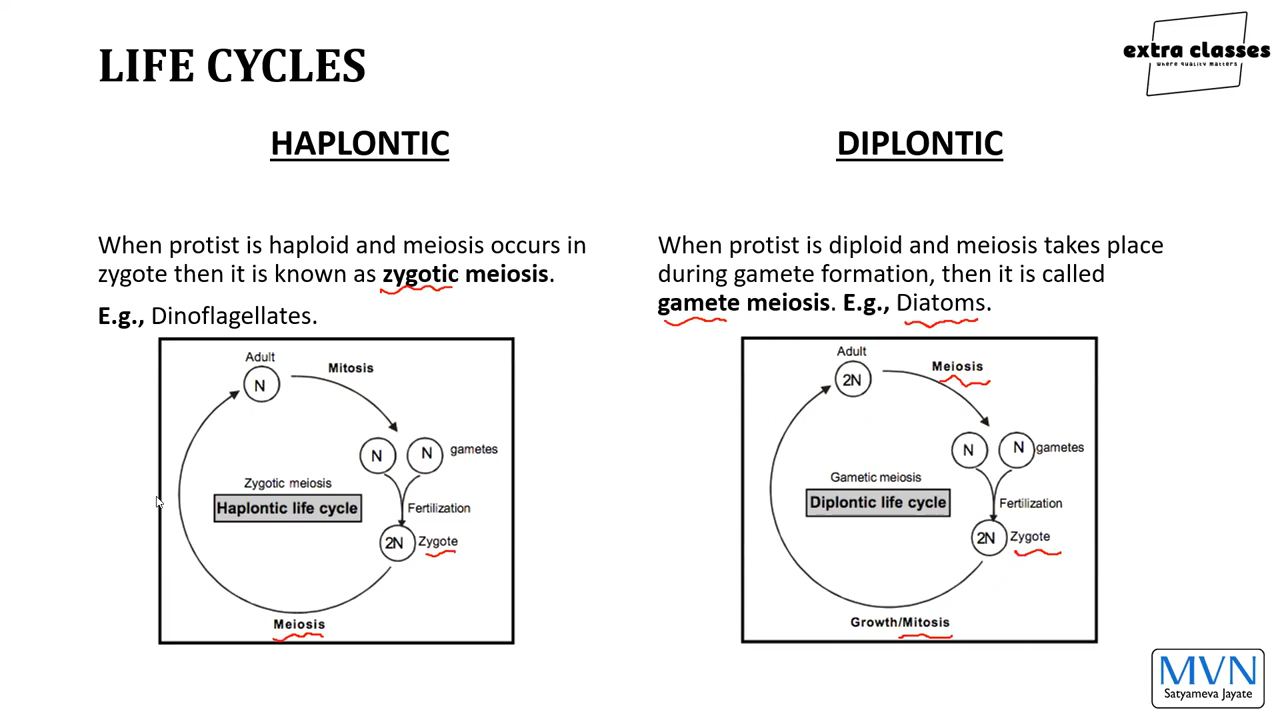 LIFE CYCLES
extra classes
where quality matters
HAPLONTIC
When protist is haploid and meiosis occurs in
zygote then it is known as zygotic meiosis.
E.g., Dinoflagellates.
Adult
N
Mitosis
N
N
gametes
Zygotic meiosis
Haplontic life cycle
Fertilization
2N
Zygote
Meiosis
DIPLONTIC
When protist is diploid and meiosis takes place
during gamete formation, then it is called
gamete meiosis. E.g., Diatoms.
Adult
2N
Meiosis
N
N
gametes
Gametic meiosis
Diplontic life cycle
Fertilization
2N
Zygote
Growth/Mitosis
MVN
Satyameva Jayate